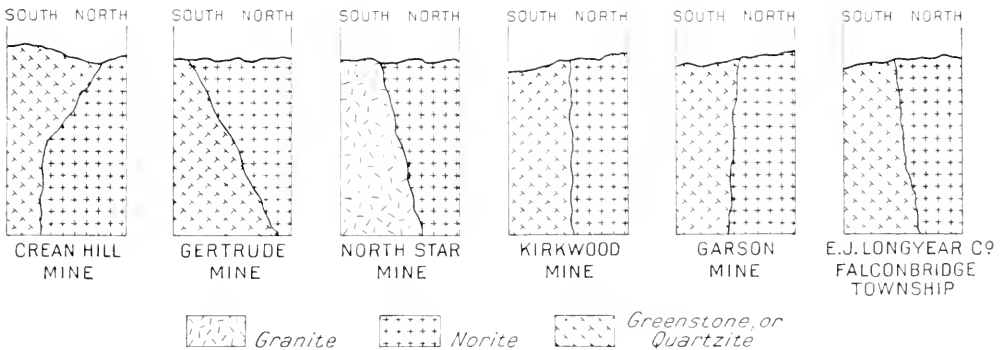 SOUTH NORTH
SOUTH NORTH
SOUTH NORTH
SOUTH NORTH
SOUTH NORTH
SOUTH NORTH
CREAN HILL
MINE
GERTRUDE
MINE
NORTH STAR
MINE
KIRKWOOD
MINE
GARSON
MINE
E.J. LONGYEAR Cº
FALCONBRIDGE
TOWNSHIP
Granite
Norite
Greenstone, or
Quartzite